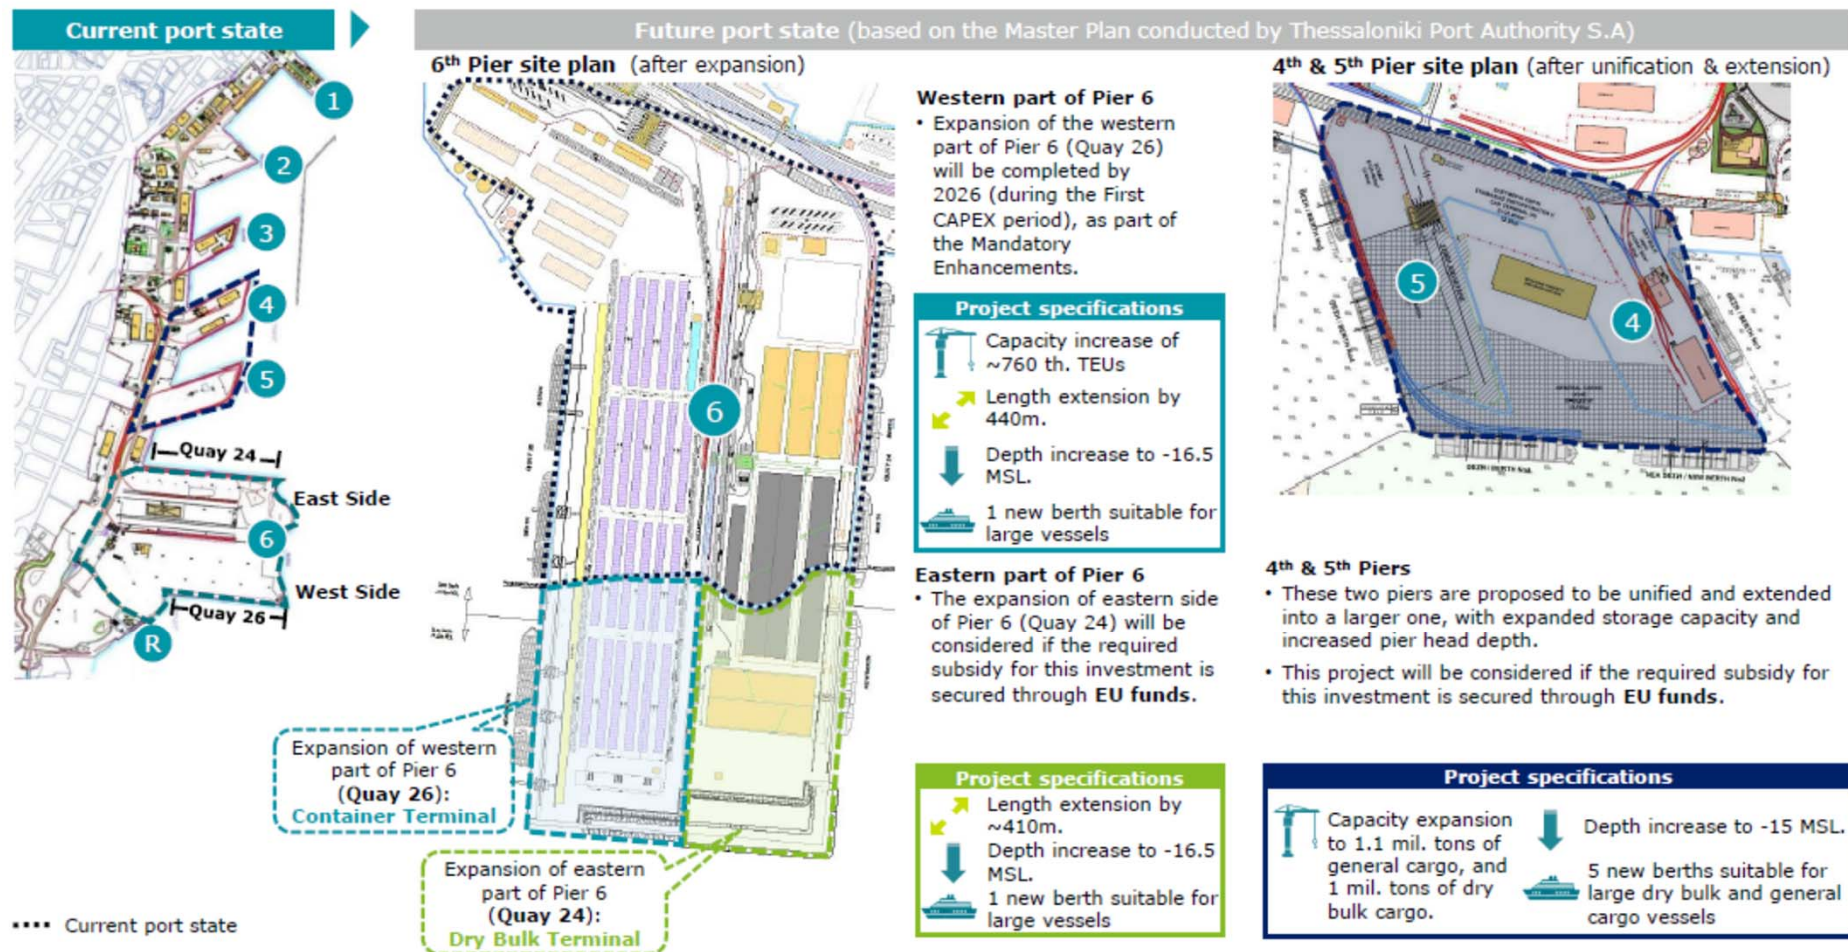 Current port state
Future port state (based on the Master Plan conducted by Thessaloniki Port Authority S.A)
1
2
3
4
5
Quay 24
East Side
6
West Side
Quay 26
R
6th Pier site plan (after expansion)
6
Expansion of western
part of Pier 6
(Quay 26):
Container Terminal
Expansion of eastern
part of Pier 6
(Quay 24):
Dry Bulk Terminal
Current port state
Western part of Pier 6
• Expansion of the western
part of Pier 6 (Quay 26)
will be completed by
2026 (during the First
CAPEX period), as part of
the Mandatory
Enhancements.
Project specifications
Capacity increase of
~760 th. TEUs
Length extension by
440m.
Depth increase to -16.5
MSL.
1 new berth suitable for
large vessels
Eastern part of Pier 6
• The expansion of eastern side
of Pier 6 (Quay 24) will be
considered if the required
subsidy for this investment is
secured through EU funds.
Project specifications
Length extension by
~410m.
Depth increase to -16.5
MSL.
1 new berth suitable for
large vessels
4th & 5th Pier site plan (after unification & extension)
5
4
4th & 5th Piers
• These two piers are proposed to be unified and extended
into a larger one, with expanded storage capacity and
increased pier head depth.
• This project will be considered if the required subsidy for
this investment is secured through EU funds.
Project specifications
Capacity expansion
to 1.1 mil. tons of
general cargo, and
1 mil. tons of dry
bulk cargo.
Depth increase to -15 MSL.
5 new berths suitable for
large dry bulk and general
cargo vessels